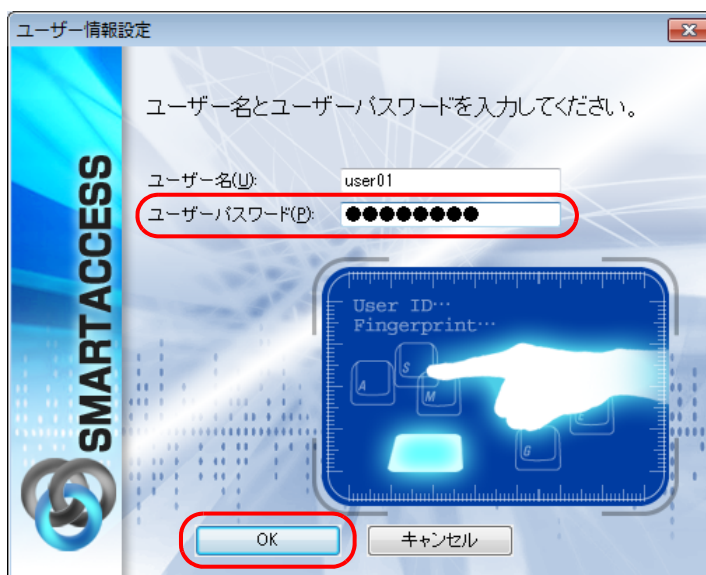 ユーザー情報設定
SMARTACCESS
ユーザー名とユーザーパスワードを入力してください。
ユーザー名(U): user01
ユーザーパスワード(P): ●●●●●●●●
User ID…
Fingerprint…
S
A
M
G
OK キャンセル